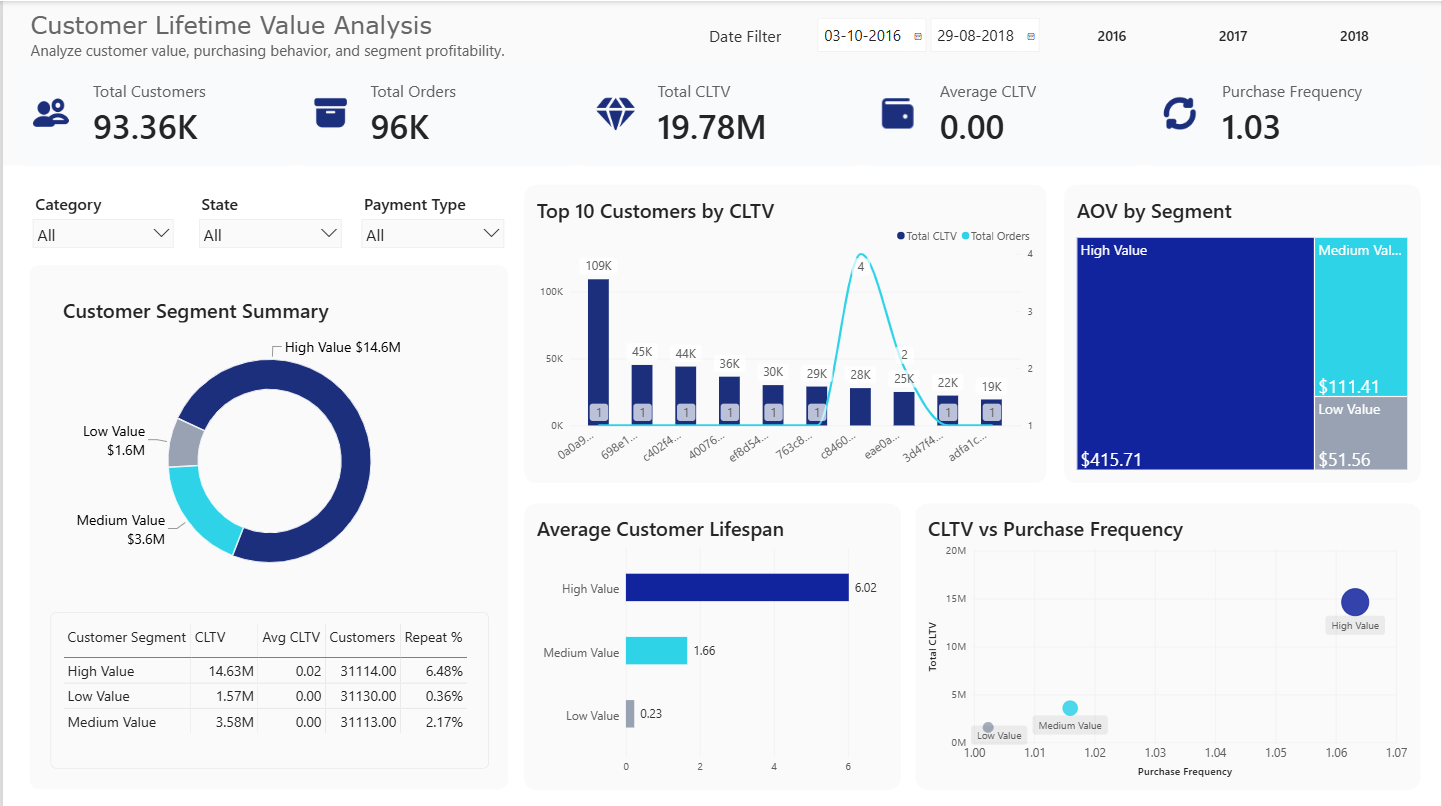 Customer Lifetime Value Analysis
Analyze customer value, purchasing behavior, and segment profitability.
Date Filter
03-10-2016
29-08-2018
2016
2017
2018
Total Customers
93.36K
Total Orders
96K
Total CLTV
19.78M
Average CLTV
0.00
Purchase Frequency
1.03
Category
All
State
All
Payment Type
All
Customer Segment Summary
High Value $14.6M
Low Value
$1.6M
Medium Value
$3.6M
Customer Segment CLTV Avg CLTV Customers Repeat %
High Value 14.63M 0.02 31114.00 6.48%
Low Value 1.57M 0.00 31130.00 0.36%
Medium Value 3.58M 0.00 31113.00 2.17%
Top 10 Customers by CLTV
Total CLTV Total Orders
100K
50K
0K
109K
45K
44K
36K
30K
29K
28K
25K
22K
19K
1
1
1
1
1
1
4
2
1
1
4
3
2
1
0a0a9...
698e1...
c402f4...
40076...
ef8d54...
763c8...
c8460...
eae0a...
3d47f4...
adfa1c...
AOV by Segment
High Value
$415.71
Medium Val...
$111.41
Low Value
$51.56
Average Customer Lifespan
High Value 6.02
Medium Value 1.66
Low Value 0.23
0 2 4 6
CLTV vs Purchase Frequency
Total CLTV
20M
15M
10M
5M
0M
High Value
Medium Value
Low Value
1.00 1.01 1.02 1.03 1.04 1.05 1.06 1.07
Purchase Frequency